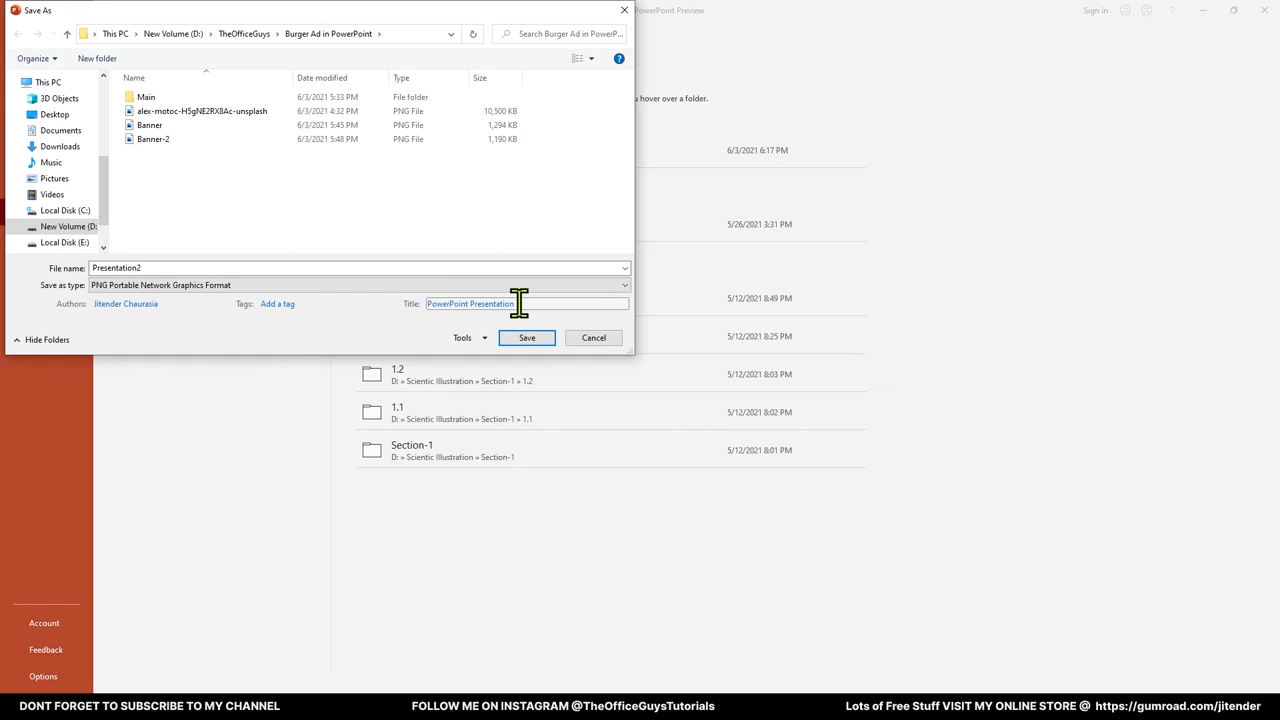 Save As
PowerPoint Preview
Sign in
This PC
New Volume (D:)
TheOfficeGuys
Burger Ad in PowerPoint
Search Burger Ad in PowerP...
Organize
New folder
Name
Date modified
Type
Size
This PC
3D Objects
Desktop
Documents
Downloads
Music
Pictures
Videos
Local Disk (C:)
New Volume (D:
Local Disk (E:)
Main 6/3/2021 5:33 PM File folder
alex-motoc-H5gNE2RX8Ac-unsplash 6/3/2021 4:32 PM PNG File 10,500 KB
Banner 6/3/2021 5:45 PM PNG File 1,294 KB
Banner-2 6/3/2021 5:48 PM PNG File 1,190 KB
File name: Presentation2
Save as type: PNG Portable Network Graphics Format
Authors: Jitender Chaurasia Tags: Add a tag Title: PowerPoint Presentation
Hide Folders
Tools
Save
Cancel
u hover over a folder.
6/3/2021 6:17 PM
5/26/2021 3:31 PM
5/12/2021 8:49 PM
5/12/2021 8:25 PM
1.2
D: » Scientic Illustration » Section-1 » 1.2
5/12/2021 8:03 PM
1.1
D: » Scientic Illustration » Section-1 » 1.1
5/12/2021 8:02 PM
Section-1
D: » Scientic Illustration » Section-1
5/12/2021 8:01 PM
Account
Feedback
Options
DONT FORGET TO SUBSCRIBE TO MY CHANNEL
FOLLOW ME ON INSTAGRAM @TheOfficeGuysTutorials
Lots of Free Stuff VISIT MY ONLINE STORE @ https://gumroad.com/jitender